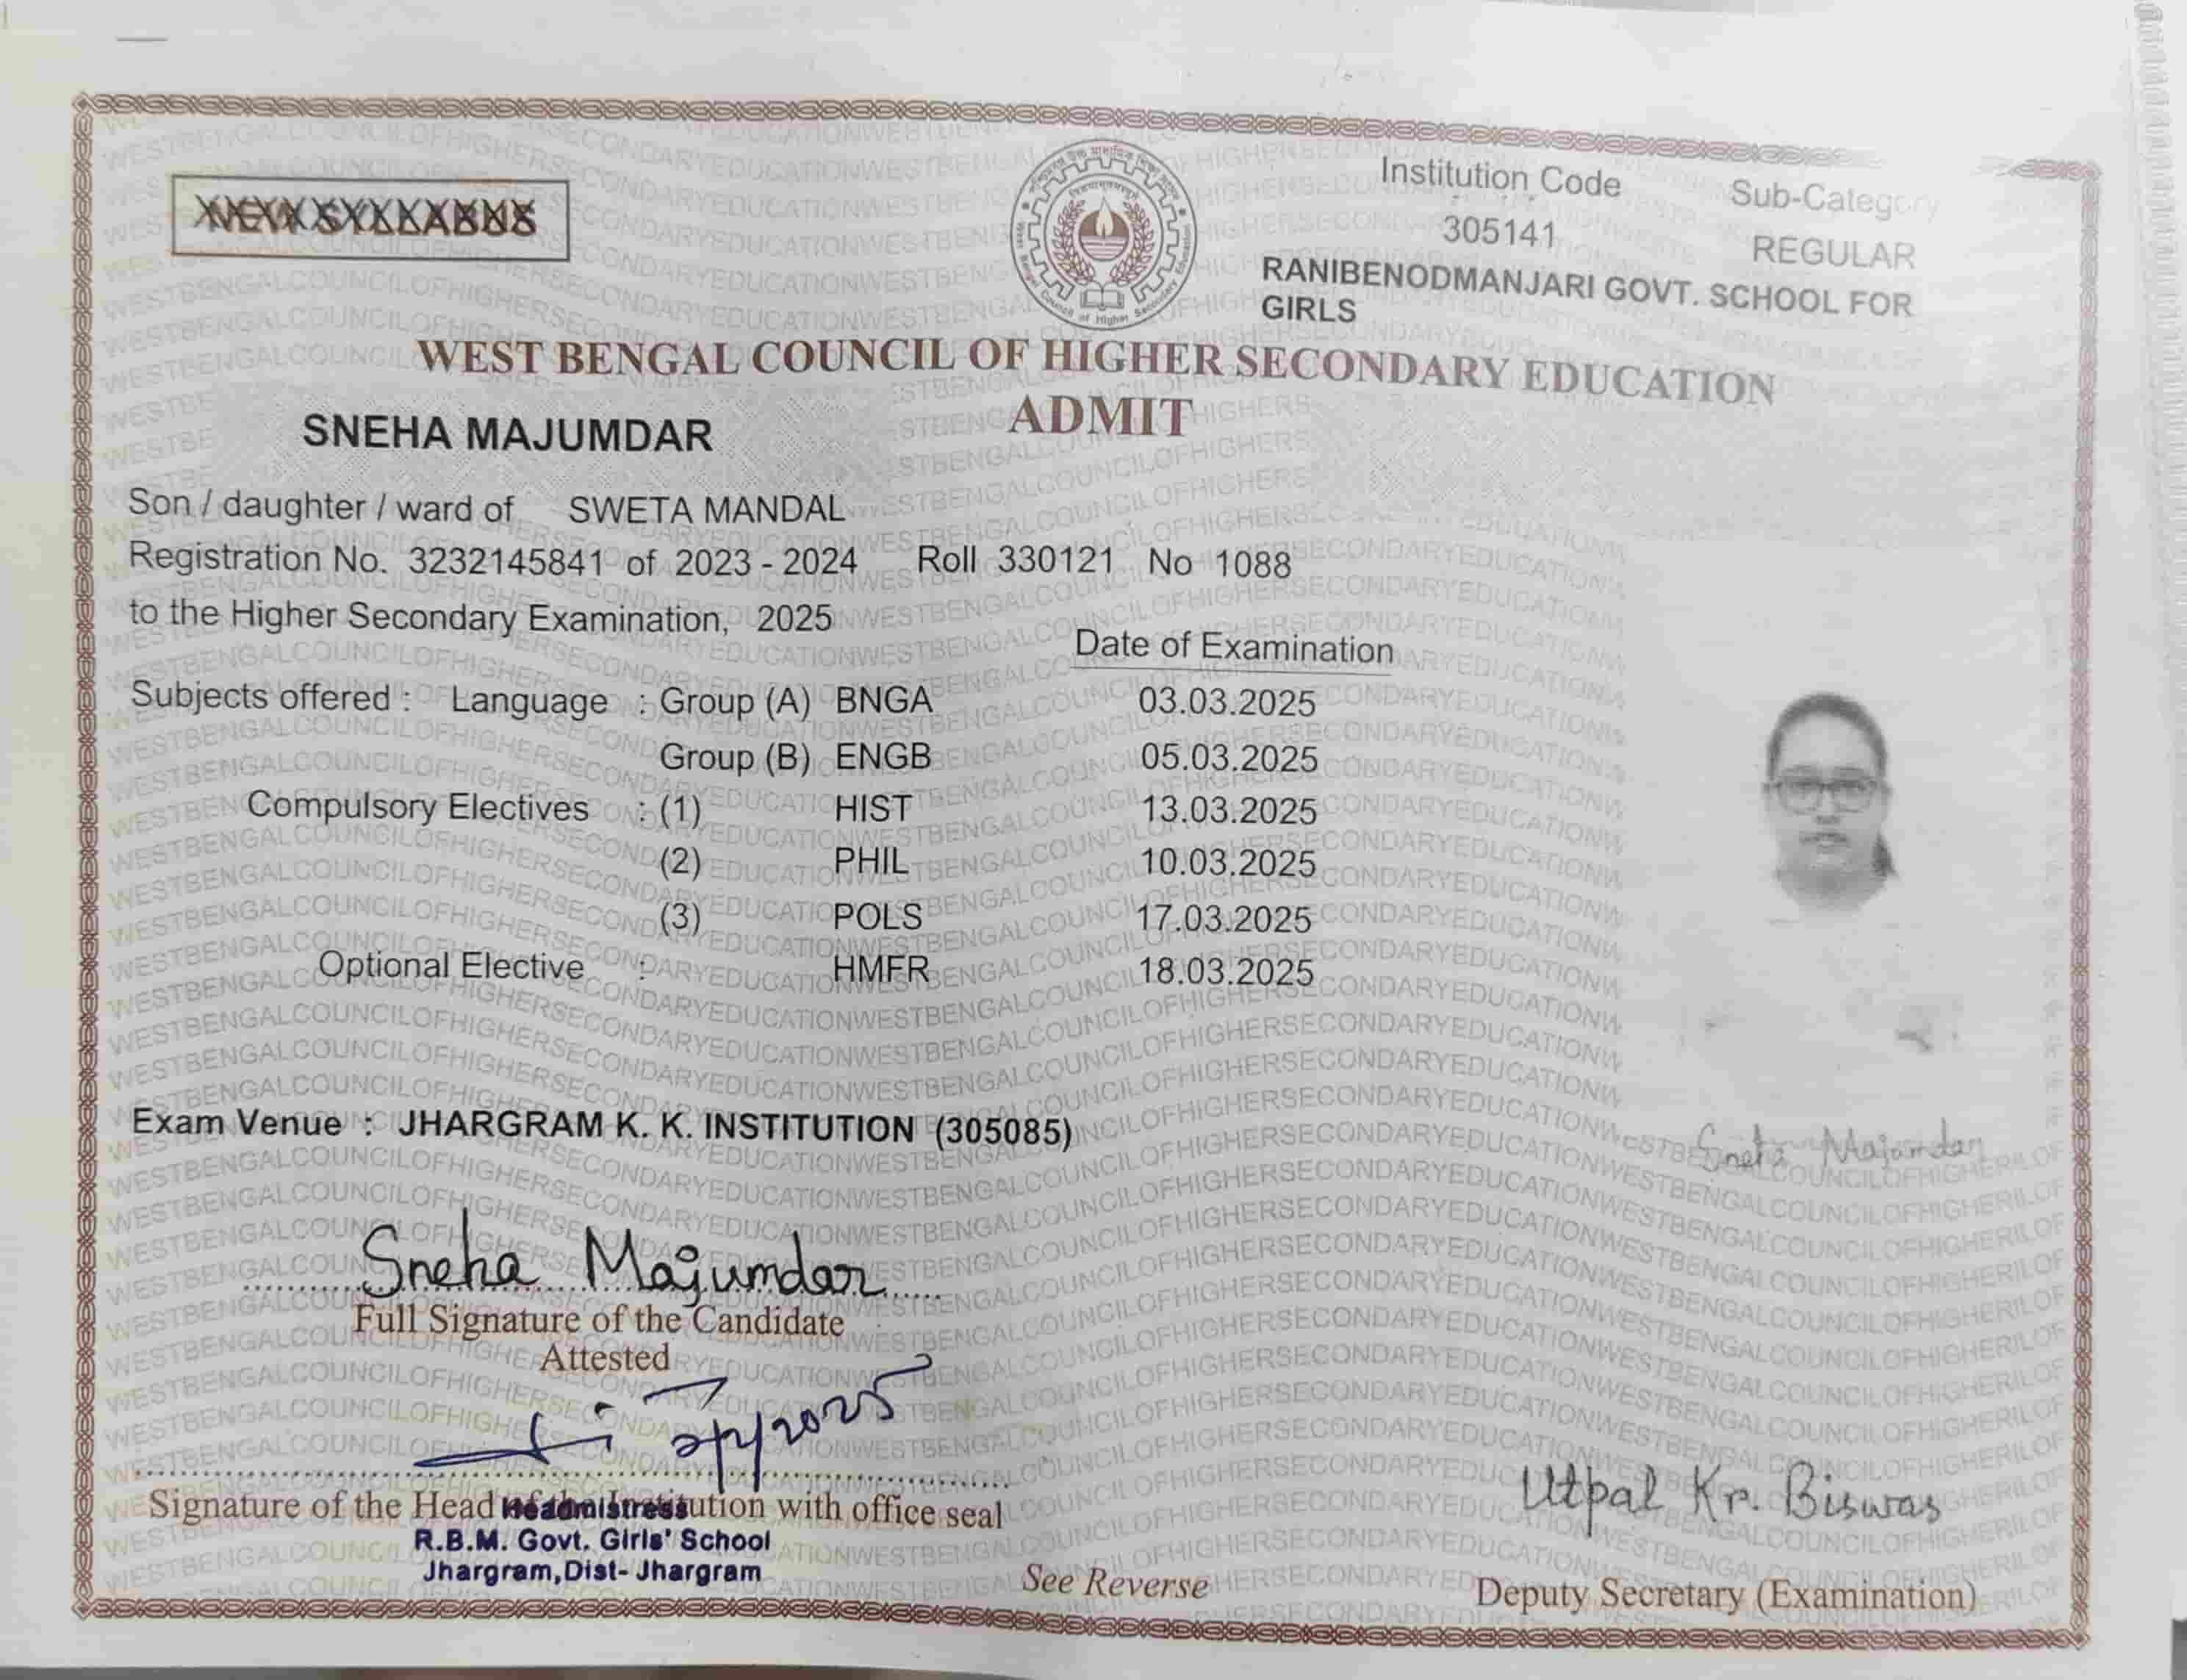 NEW SYLLABUS
Institution Code
Sub-Category
305141
REGULAR
RANIBENODMANJARI GOVT. SCHOOL FOR
GIRLS
WEST BENGAL COUNCIL OF HIGHER SECONDARY EDUCATION
ADMIT
SNEHA MAJUMDAR
Son / daughter / ward of SWETA MANDAL
Registration No. 3232145841 of 2023 - 2024 Roll 330121 No 1088
to the Higher Secondary Examination, 2025
Date of Examination
Subjects offered : Language : Group (A) BNGA 03.03.2025
Group (B) ENGB 05.03.2025
Compulsory Electives : (1) HIST 13.03.2025
(2) PHIL 10.03.2025
(3) POLS 17.03.2025
Optional Elective : HMFR 18.03.2025
Exam Venue : JHARGRAM K. K. INSTITUTION (305085)
Sneha Majumdar
Sneha Majumdar
Full Signature of the Candidate
Attested
Signature of the Head of the Institution with office seal
Headmistress
R.B.M. Govt. Girls' School
Jhargram,Dist- Jhargram
See Reverse
Utpal Kr. Biswas
Deputy Secretary (Examination)